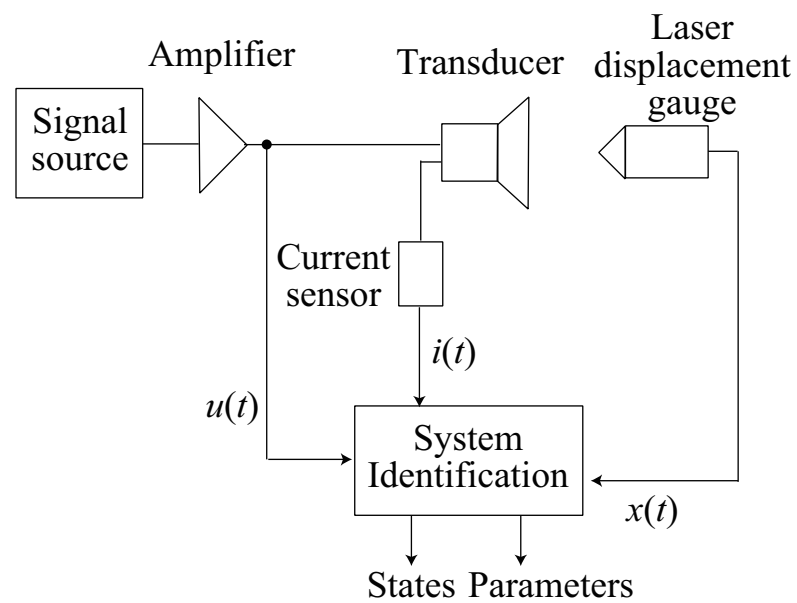 Amplifier
Signal
source
Transducer
Laser
displacement
gauge
Current
sensor
i(t)
u(t)
System
Identification
x(t)
States Parameters